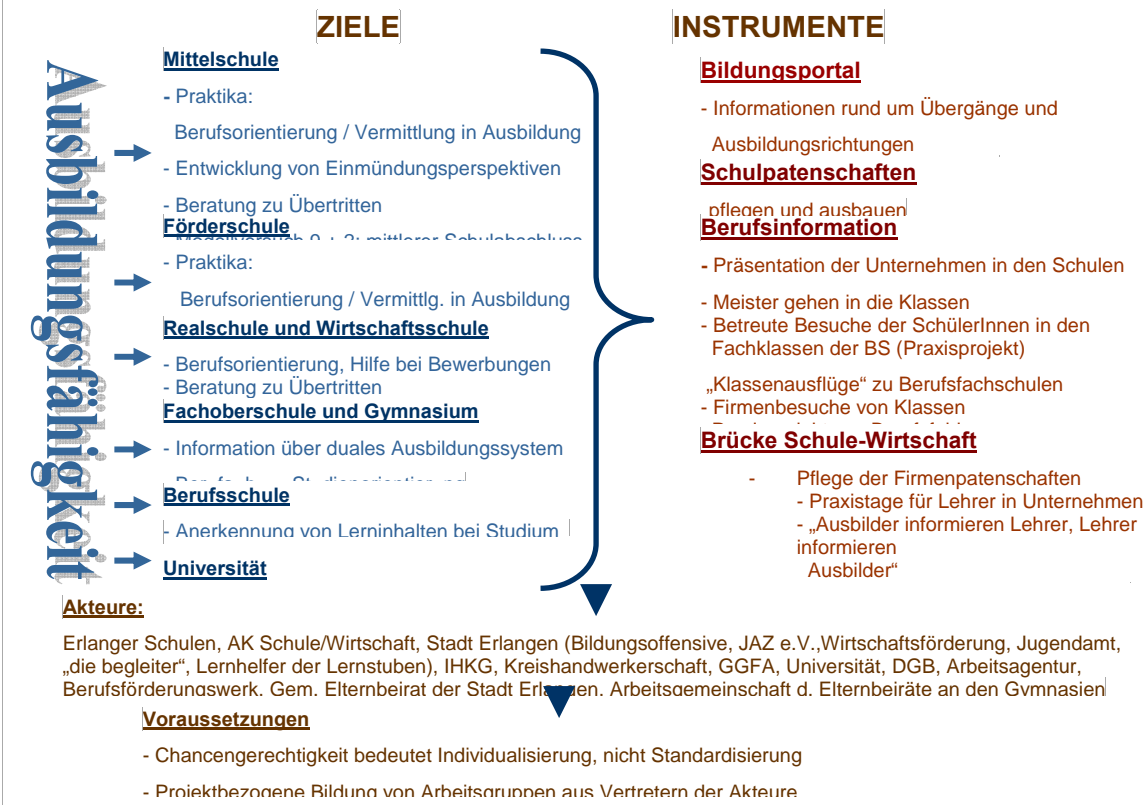 ZIELE
INSTRUMENTE
Ausbildungsfähigkeit
Mittelschule
- Praktika:
Berufsorientierung / Vermittlung in Ausbildung
- Entwicklung von Einmündungsperspektiven
- Beratung zu Übertritten
Förderschule
- Modellversuch 9 + 2: mittlerer Schulabschluss
- Praktika:
Berufsorientierung / Vermittlg. in Ausbildung
Realschule und Wirtschaftsschule
- Berufsorientierung, Hilfe bei Bewerbungen
- Beratung zu Übertritten
Fachoberschule und Gymnasium
- Information über duales Ausbildungssystem
Berufsschule
- Anerkennung von Lerninhalten bei Studium
Universität
Bildungsportal
- Informationen rund um Übergänge und
Ausbildungsrichtungen
Schulpatenschaften
pflegen und ausbauen
Berufsinformation
- Präsentation der Unternehmen in den Schulen
- Meister gehen in die Klassen
- Betreute Besuche der SchülerInnen in den
Fachklassen der BS (Praxisprojekt)
„Klassenausflüge“ zu Berufsfachschulen
- Firmenbesuche von Klassen
Brücke Schule-Wirtschaft
- Pflege der Firmenpatenschaften
- Praxistage für Lehrer in Unternehmen
- „Ausbilder informieren Lehrer, Lehrer
informieren
Ausbilder“
Akteure:
Erlanger Schulen, AK Schule/Wirtschaft, Stadt Erlangen (Bildungsoffensive, JAZ e.V.,Wirtschaftsförderung, Jugendamt,
„die begleiter“, Lernhelfer der Lernstuben), IHKG, Kreishandwerkerschaft, GGFA, Universität, DGB, Arbeitsagentur,
Berufsförderungswerk. Gem. Elternbeirat der Stadt Erlangen. Arbeitsgemeinschaft d. Elternbeiräte an den Gymnasien
Voraussetzungen
- Chancengerechtigkeit bedeutet Individualisierung, nicht Standardisierung
- Projektbezogene Bildung von Arbeitsgruppen aus Vertretern der Akteure